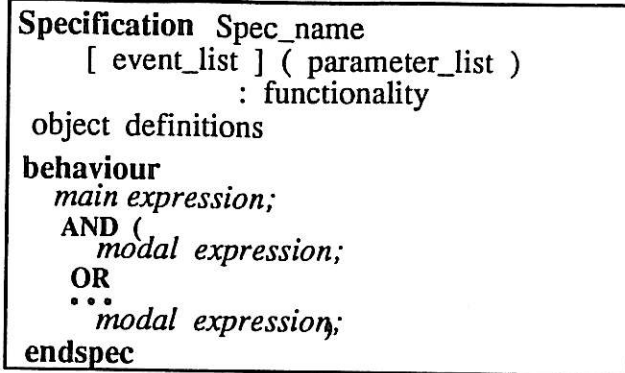 Specification Spec_name
[ event_list ] ( parameter_list )
: functionality
object definitions
behaviour
main expression;
AND (
modal expression;
OR
...
modal expression);
endspec